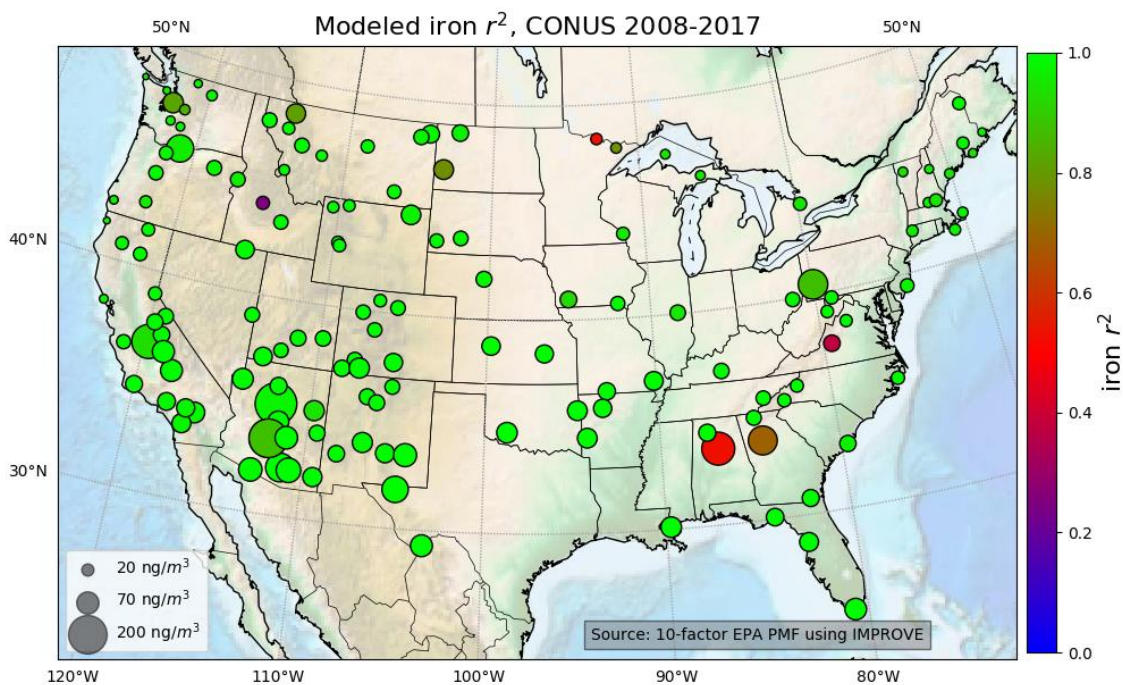 Modeled iron r², CONUS 2008-2017
50°N
50°N
40°N
30°N
120°W
110°W
100°W
90°W
80°W
20 ng/m³
70 ng/m³
200 ng/m³
Source: 10-factor EPA PMF using IMPROVE
1.0
0.8
0.6
0.4
0.2
0.0
iron r²